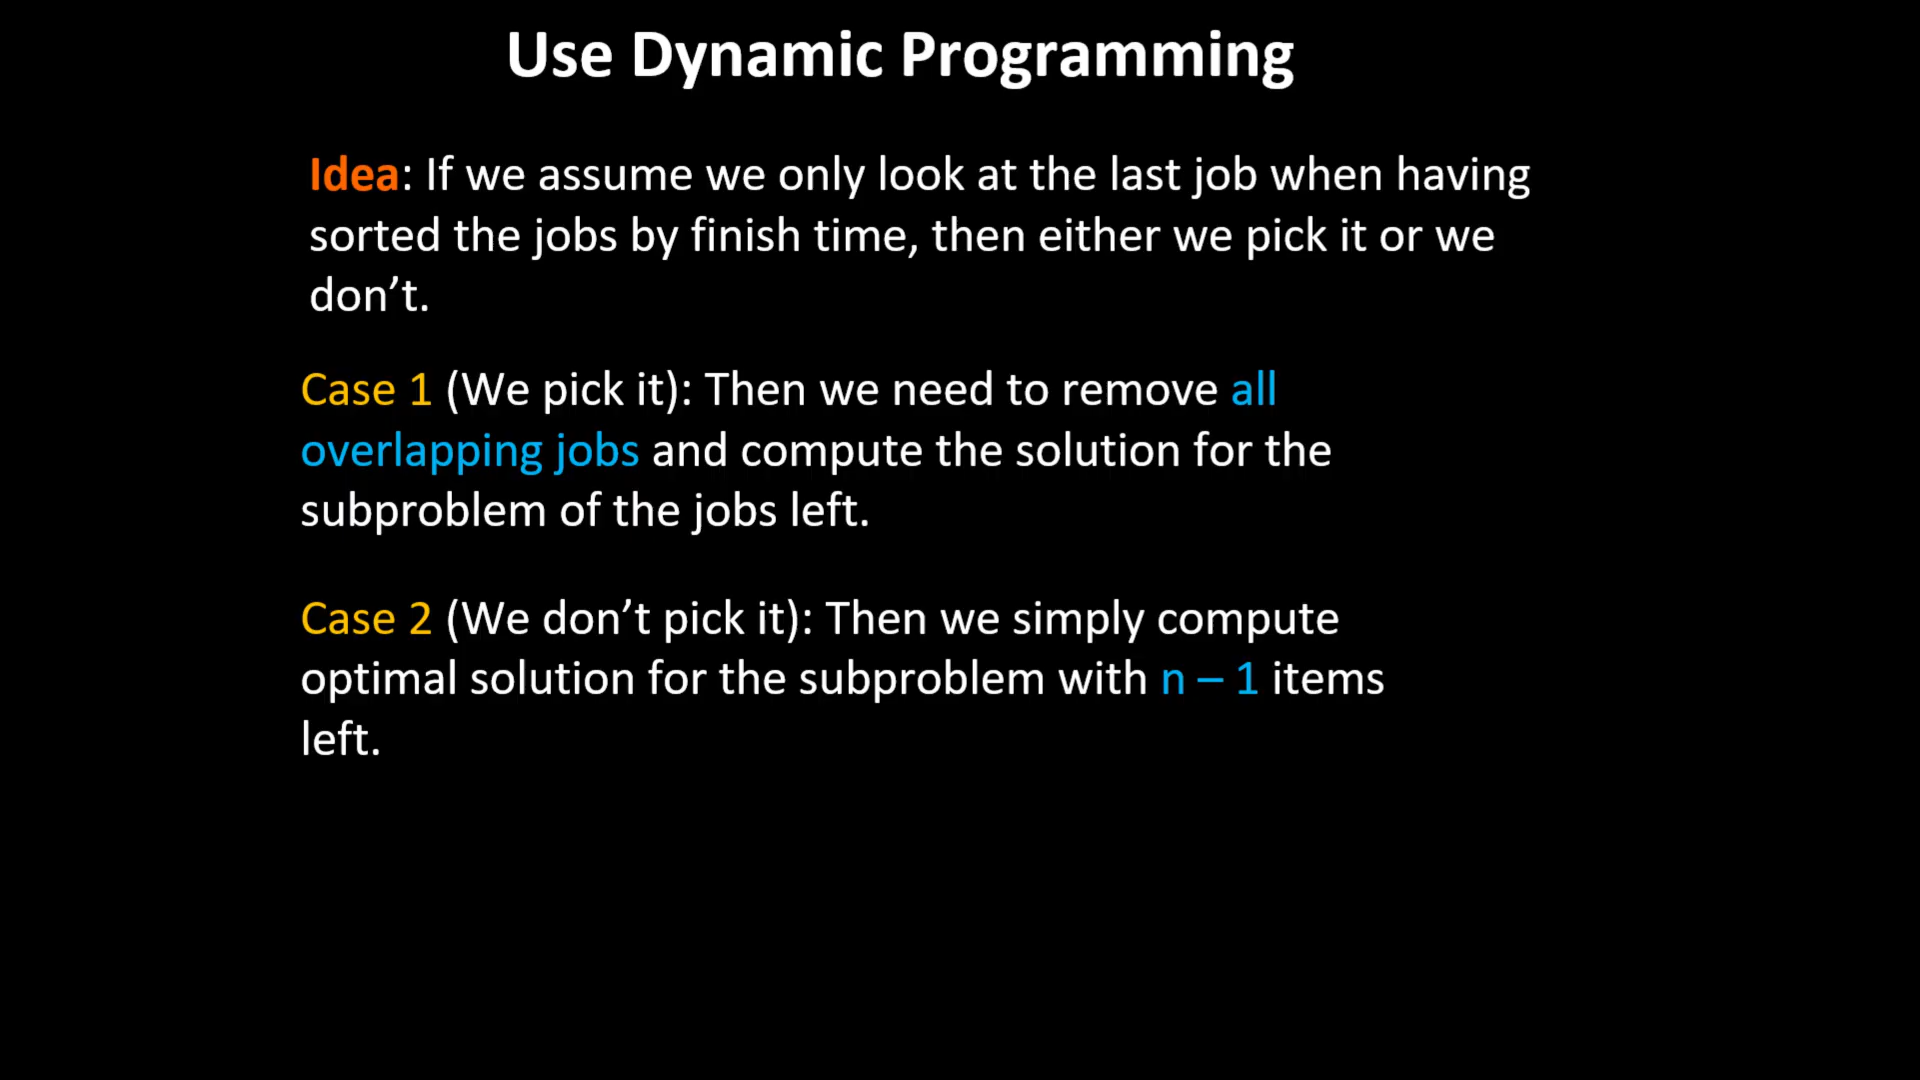 Use Dynamic Programming
Idea: If we assume we only look at the last job when having
sorted the jobs by finish time, then either we pick it or we
don’t.
Case 1 (We pick it): Then we need to remove all
overlapping jobs and compute the solution for the
subproblem of the jobs left.
Case 2 (We don’t pick it): Then we simply compute
optimal solution for the subproblem with n – 1 items
left.